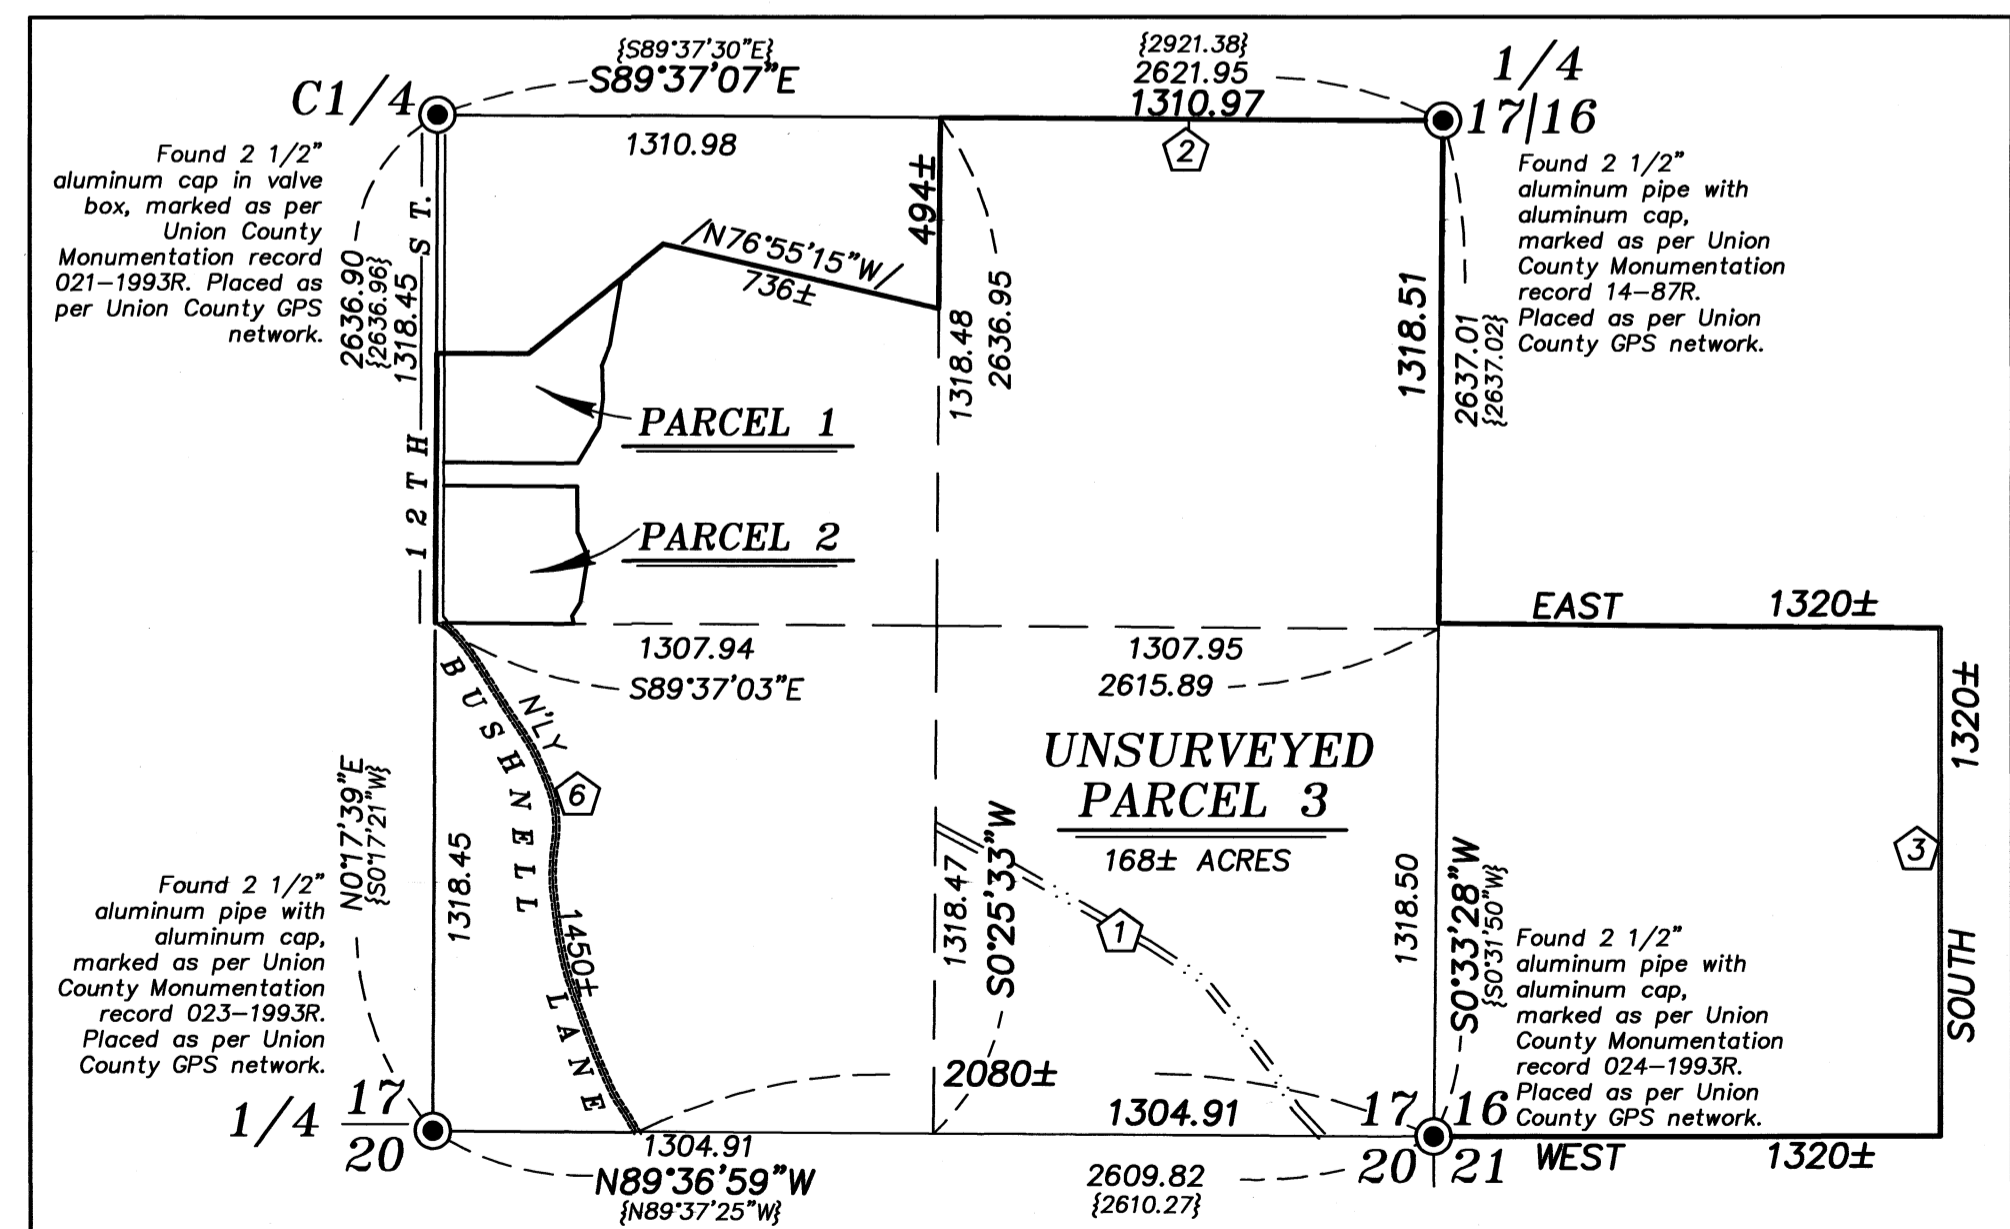 {S89°37'30"E}
S89°37'07"E
{2921.38}
2621.95
1310.97
1/4
17|16
C1/4
1310.98
2
Found 2 1/2"
aluminum cap in valve
box, marked as per
Union County
Monumentation record
021-1993R. Placed as
per Union County GPS
network.
Found 2 1/2"
aluminum pipe with
aluminum cap,
marked as per Union
County Monumentation
record 14-87R.
Placed as per Union
County GPS network.
2636.90
{2636.96}
1318.45
12TH ST.
494±
/N76°55'15"W/
736±
1318.48
2636.95
1318.51
2637.01
{2637.02}
PARCEL 1
PARCEL 2
EAST 1320±
1307.94
S89°37'03"E
1307.95
2615.89
1320±
SOUTH
3
BUSHNELL LANE
N'LY
6
1450±
UNSURVEYED
PARCEL 3
168± ACRES
N0°17'39"E
{S0°17'21"W}
1318.45
1318.47
S0°25'33"W
1
1318.50
S0°33'28"W
{S0°31'50"W}
Found 2 1/2"
aluminum pipe with
aluminum cap,
marked as per Union
County Monumentation
record 023-1993R.
Placed as per Union
County GPS network.
Found 2 1/2"
aluminum pipe with
aluminum cap,
marked as per Union
County Monumentation
record 024-1993R.
Placed as per Union
County GPS network.
2080±
1304.91
17 16
20 21
1/4 17
20
1304.91
N89°36'59"W
{N89°37'25"W}
2609.82
{2610.27}
WEST 1320±